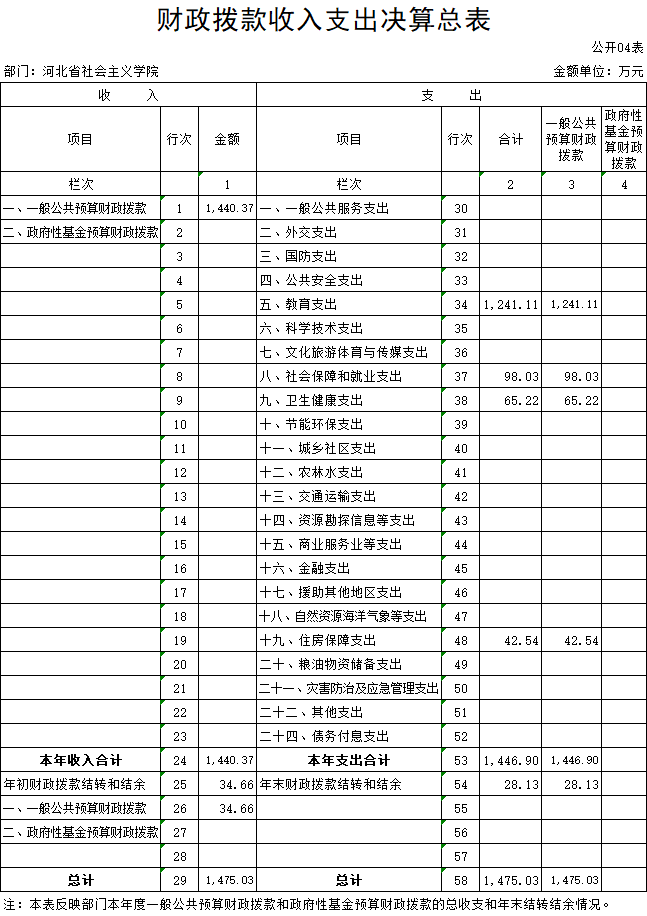 财政拨款收入支出决算总表
公开04表
部门：河北省社会主义学院 金额单位：万元
收 入 支 出
项目 行次 金额 项目 行次 合计 一般公共预算财政拨款 政府性基金预算财政拨款
栏次 1 栏次 2 3 4
一、一般公共预算财政拨款 1 1,440.37 一、一般公共服务支出 30
二、政府性基金预算财政拨款 2 二、外交支出 31
3 三、国防支出 32
4 四、公共安全支出 33
5 五、教育支出 34 1,241.11 1,241.11
6 六、科学技术支出 35
7 七、文化旅游体育与传媒支出 36
8 八、社会保障和就业支出 37 98.03 98.03
9 九、卫生健康支出 38 65.22 65.22
10 十、节能环保支出 39
11 十一、城乡社区支出 40
12 十二、农林水支出 41
13 十三、交通运输支出 42
14 十四、资源勘探信息等支出 43
15 十五、商业服务业等支出 44
16 十六、金融支出 45
17 十七、援助其他地区支出 46
18 十八、自然资源海洋气象等支出 47
19 十九、住房保障支出 48 42.54 42.54
20 二十、粮油物资储备支出 49
21 二十一、灾害防治及应急管理支出 50
22 二十二、其他支出 51
23 二十四、债务付息支出 52
本年收入合计 24 1,440.37 本年支出合计 53 1,446.90 1,446.90
年初财政拨款结转和结余 25 34.66 年末财政拨款结转和结余 54 28.13 28.13
一、一般公共预算财政拨款 26 34.66 55
二、政府性基金预算财政拨款 27 56
28 57
总计 29 1,475.03 总计 58 1,475.03 1,475.03
注：本表反映部门本年度一般公共预算财政拨款和政府性基金预算财政拨款的总收支和年末结转结余情况。